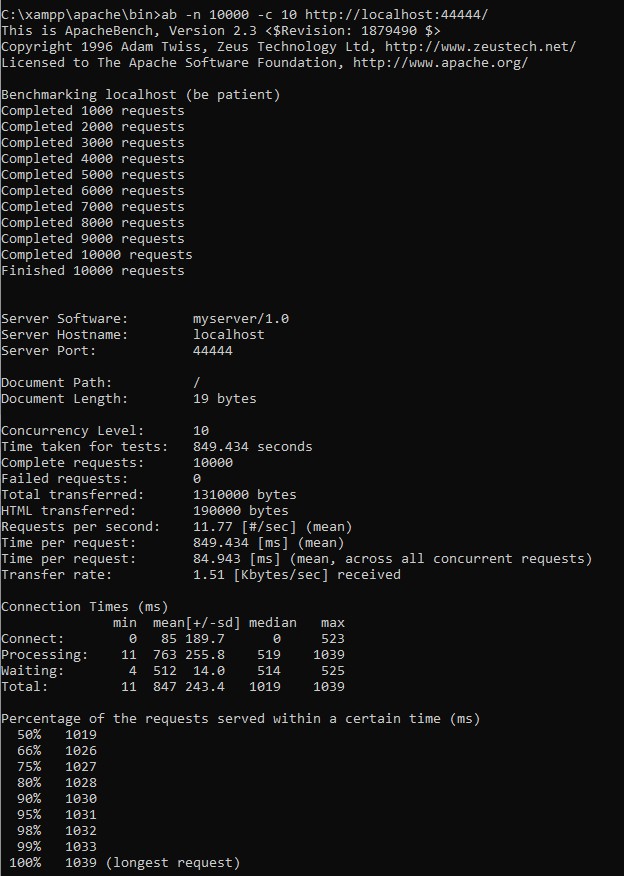 C:\xampp\apache\bin>ab -n 10000 -c 10 http://localhost:44444/
This is ApacheBench, Version 2.3 <$Revision: 1879490 $>
Copyright 1996 Adam Twiss, Zeus Technology Ltd, http://www.zeustech.net/
Licensed to The Apache Software Foundation, http://www.apache.org/

Benchmarking localhost (be patient)
Completed 1000 requests
Completed 2000 requests
Completed 3000 requests
Completed 4000 requests
Completed 5000 requests
Completed 6000 requests
Completed 7000 requests
Completed 8000 requests
Completed 9000 requests
Completed 10000 requests
Finished 10000 requests


Server Software:        myserver/1.0
Server Hostname:        localhost
Server Port:            44444

Document Path:          /
Document Length:        19 bytes

Concurrency Level:      10
Time taken for tests:   849.434 seconds
Complete requests:      10000
Failed requests:        0
Total transferred:      1310000 bytes
HTML transferred:       190000 bytes
Requests per second:    11.77 [#/sec] (mean)
Time per request:       849.434 [ms] (mean)
Time per request:       84.943 [ms] (mean, across all concurrent requests)
Transfer rate:          1.51 [Kbytes/sec] received

Connection Times (ms)
              min  mean[+/-sd] median   max
Connect:        0   85 189.7      0     523
Processing:    11  763 255.8    519    1039
Waiting:        4  512  14.0    514     525
Total:         11  847 243.4   1019    1039

Percentage of the requests served within a certain time (ms)
  50%   1019
  66%   1026
  75%   1027
  80%   1028
  90%   1030
  95%   1031
  98%   1032
  99%   1033
 100%   1039 (longest request)